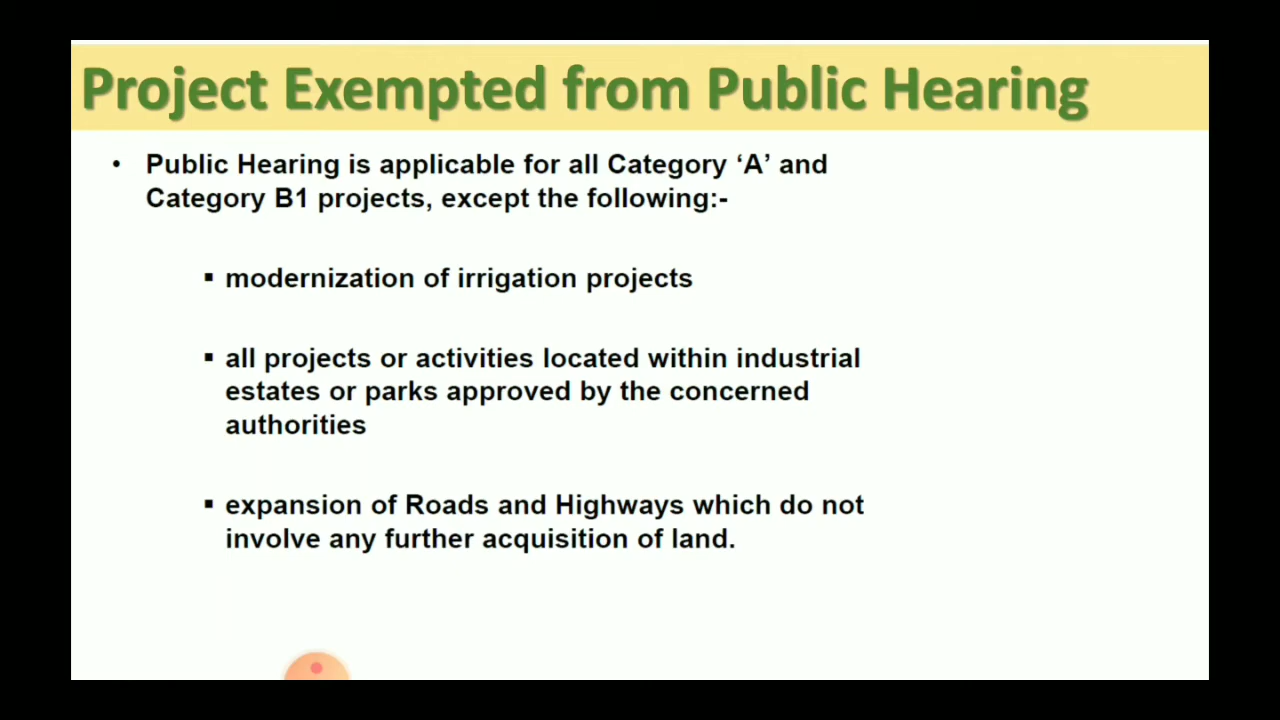 Project Exempted from Public Hearing
• Public Hearing is applicable for all Category ‘A’ and
Category B1 projects, except the following:-
▪ modernization of irrigation projects
▪ all projects or activities located within industrial
estates or parks approved by the concerned
authorities
▪ expansion of Roads and Highways which do not
involve any further acquisition of land.